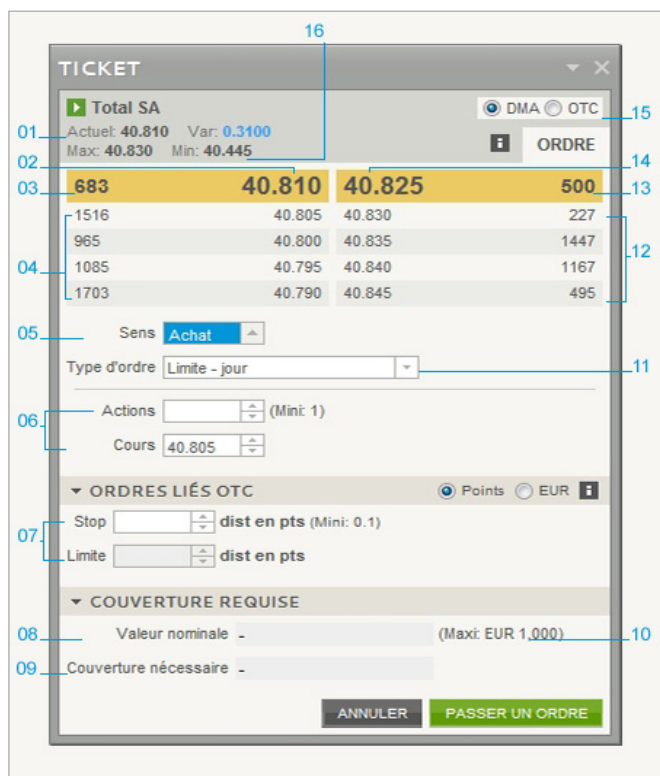 16
TICKET
Total SA
DMA OTC
15
01
Actuel: 40.810 Var: 0.3100
Max: 40.830 Min: 40.445
i ORDRE
02
14
03
683 40.810 40.825 500
13
1516 40.805 40.830 227
965 40.800 40.835 1447
04
12
1085 40.795 40.840 1167
1703 40.790 40.845 495
05
Sens Achat
Type d'ordre Limite - jour
11
06
Actions (Mini: 1)
Cours 40.805
ORDRES LIÉS OTC Points EUR i
07
Stop dist en pts (Mini: 0.1)
Limite dist en pts
COUVERTURE REQUISE
08
Valeur nominale - (Maxi: EUR 1,000)
10
09
Couverture nécessaire -
ANNULER PASSER UN ORDRE